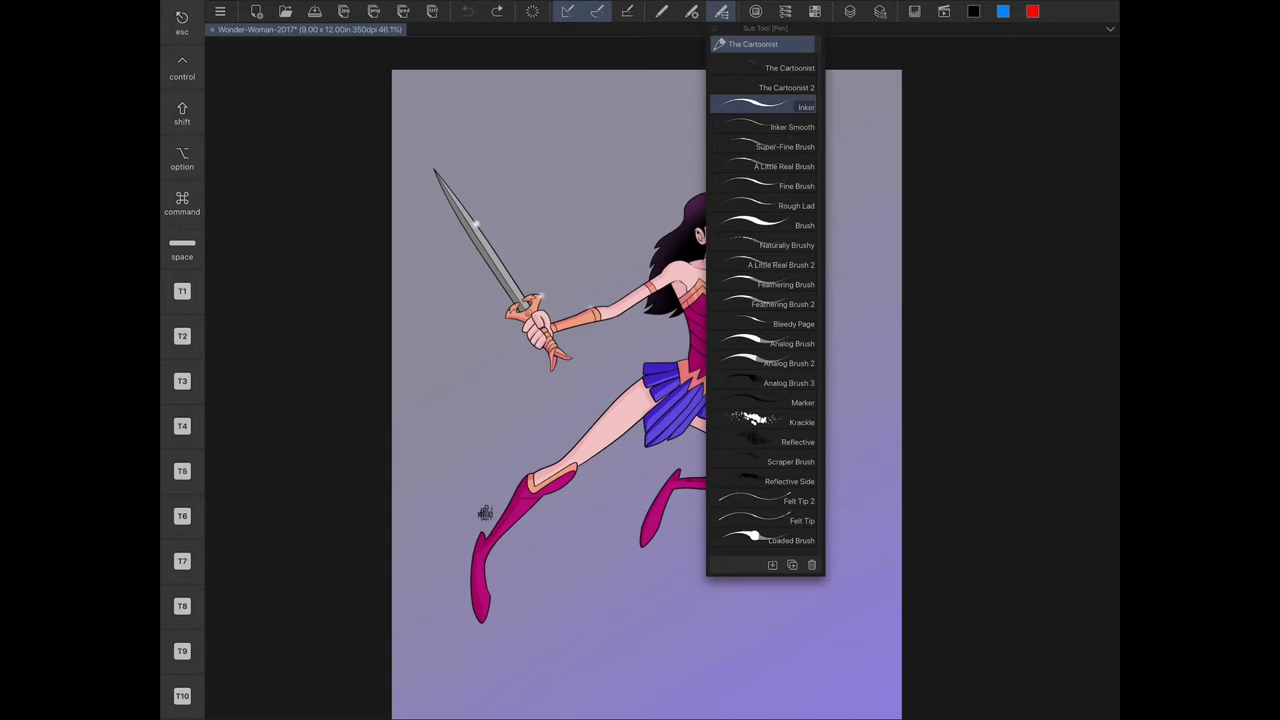 esc
control
shift
option
command
space
T1
T2
T3
T4
T5
T6
T7
T8
T9
T10
Wonder-Woman-2017* (9.00 x 12.00in 350dpi 46.1%)
Sub Tool [Pen]
The Cartoonist
The Cartoonist
The Cartoonist 2
Inker
Inker Smooth
Super-Fine Brush
A Little Real Brush
Fine Brush
Rough Lad
Brush
Naturally Brushy
A Little Real Brush 2
Feathering Brush
Feathering Brush 2
Bleedy Page
Analog Brush
Analog Brush 2
Analog Brush 3
Marker
Krackle
Reflective
Scraper Brush
Reflective Side
Felt Tip 2
Felt Tip
Loaded Brush